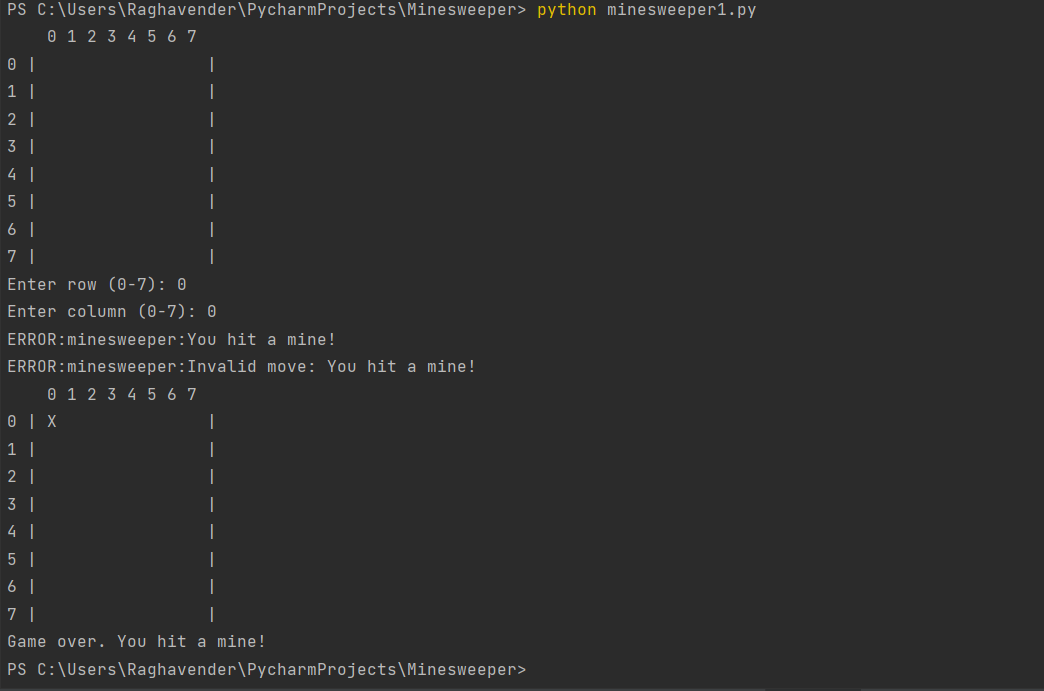 PS C:\Users\Raghavender\PycharmProjects\Minesweeper> python minesweeper1.py
    0 1 2 3 4 5 6 7
0 |                 |
1 |                 |
2 |                 |
3 |                 |
4 |                 |
5 |                 |
6 |                 |
7 |                 |
Enter row (0-7): 0
Enter column (0-7): 0
ERROR:minesweeper:You hit a mine!
ERROR:minesweeper:Invalid move: You hit a mine!
    0 1 2 3 4 5 6 7
0 | X               |
1 |                 |
2 |                 |
3 |                 |
4 |                 |
5 |                 |
6 |                 |
7 |                 |
Game over. You hit a mine!
PS C:\Users\Raghavender\PycharmProjects\Minesweeper>